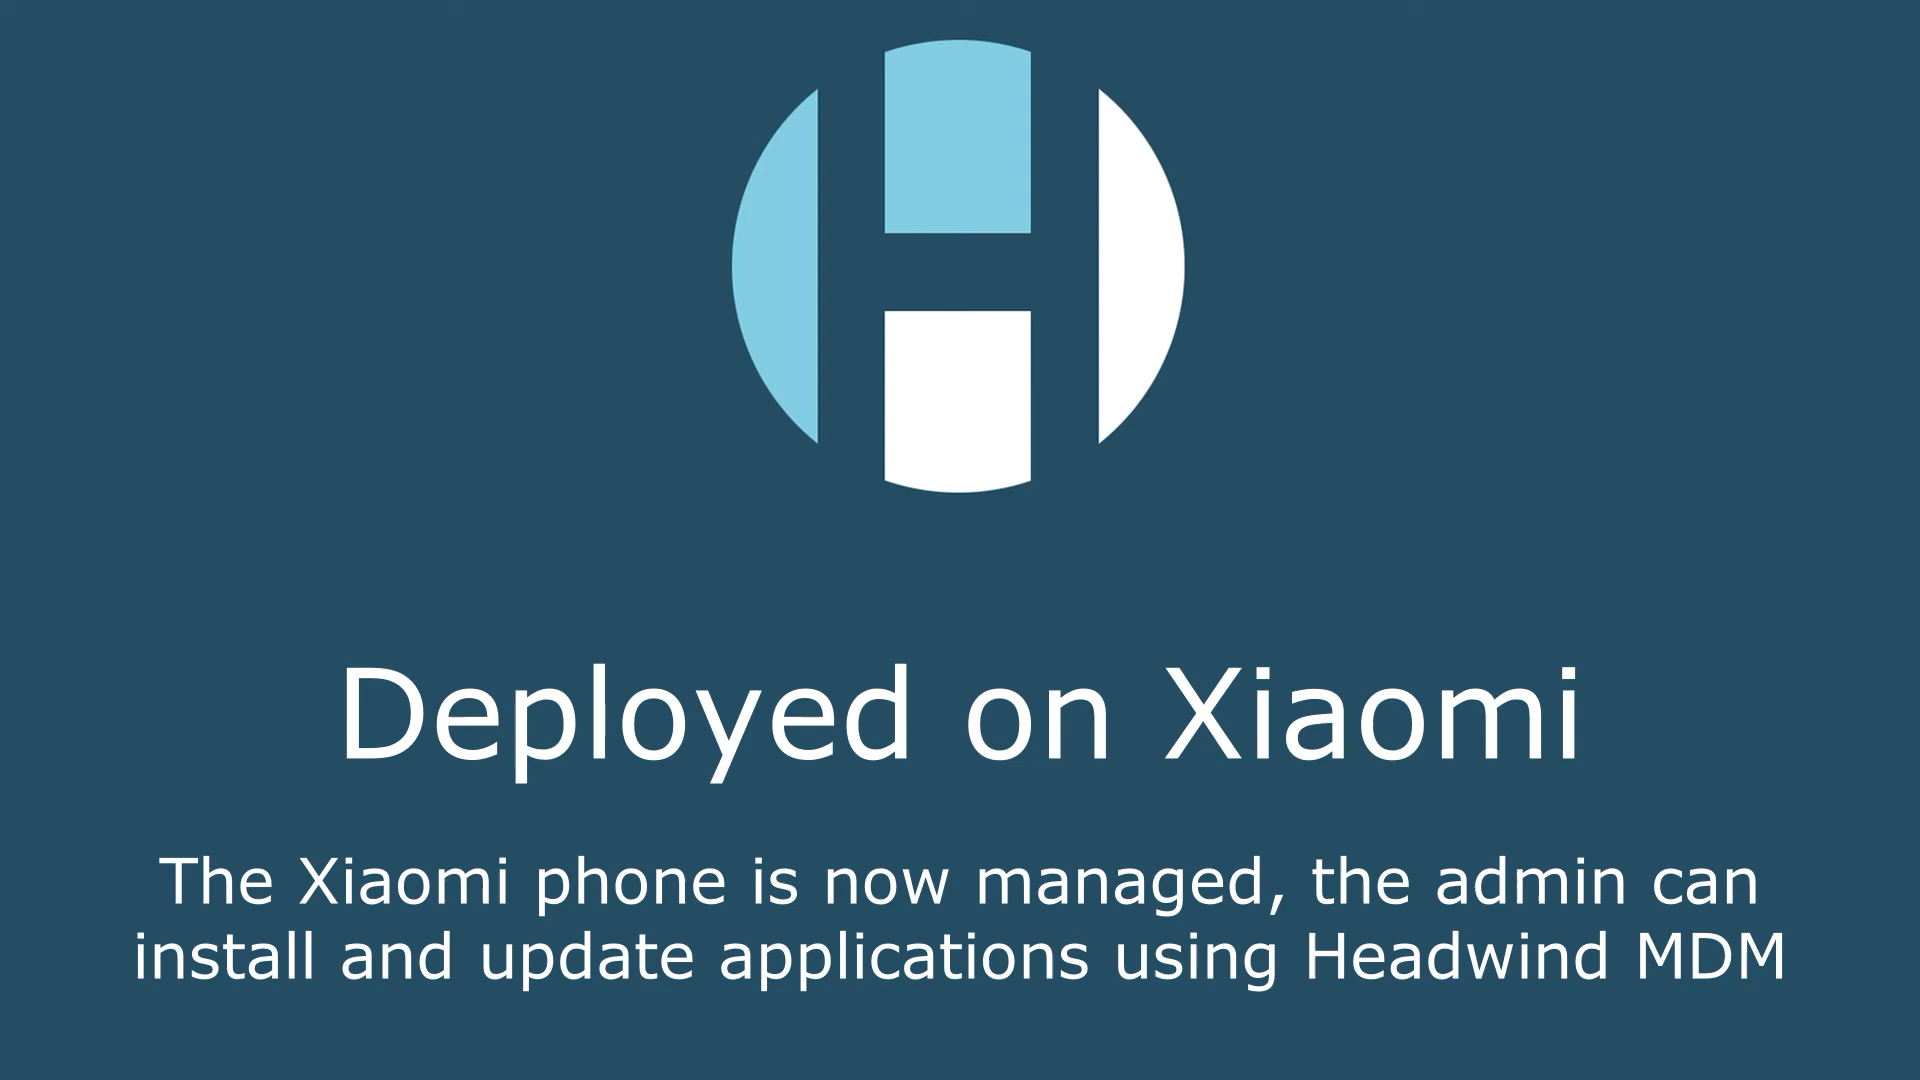 Deployed on Xiaomi
The Xiaomi phone is now managed, the admin can
install and update applications using Headwind MDM